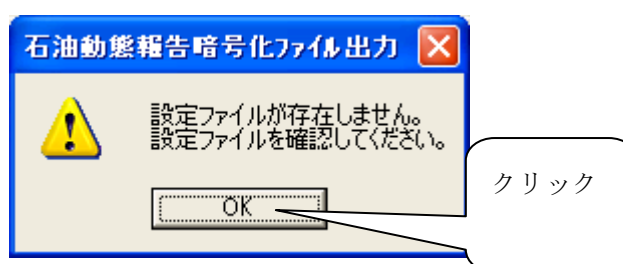 石油動態報告暗号化ファイル出力
設定ファイルが存在しません。
設定ファイルを確認してください。
OK
クリック